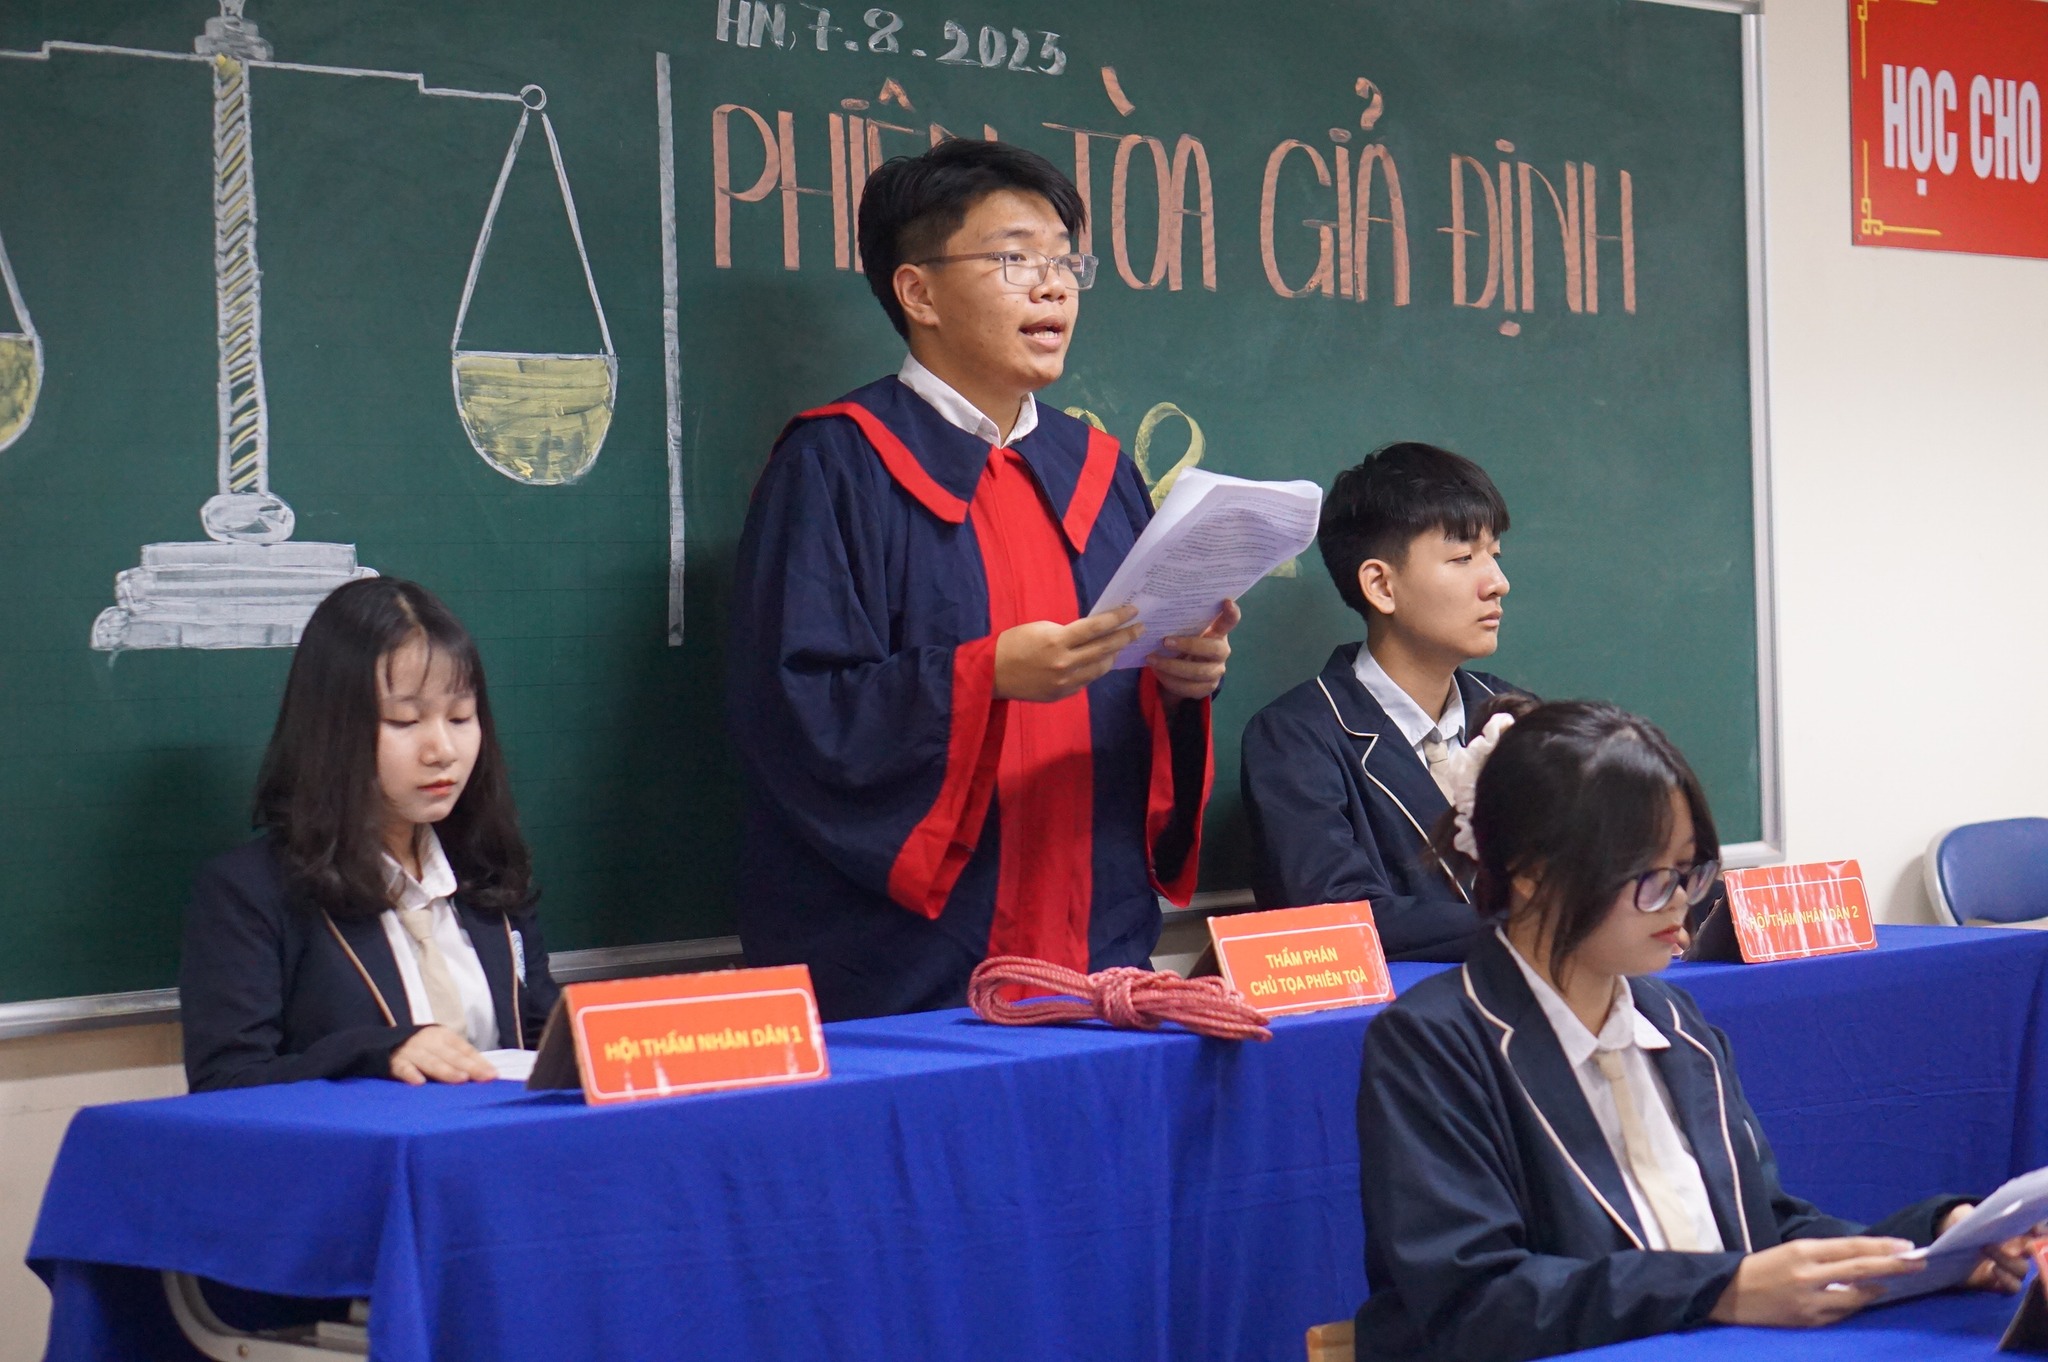 HN, 7.8.2025
PHIÊN TÒA GIẢ ĐỊNH
HỌC CHO
HỘI THẨM NHÂN DÂN 1
THẨM PHÁN
CHỦ TỌA PHIÊN TOÀ
HỘI THẨM NHÂN DÂN 2